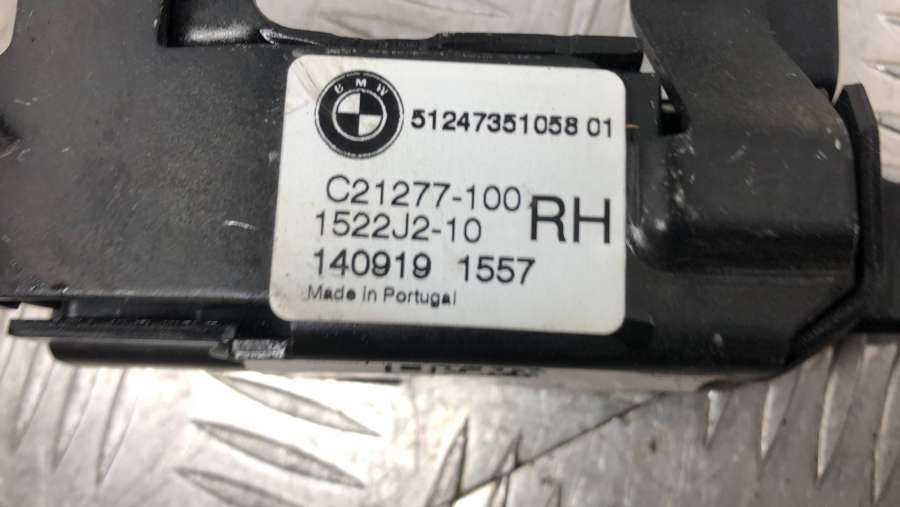 BMW
51247351058 01
C21277-100
1522J2-10
RH
140919 1557
Made in Portugal